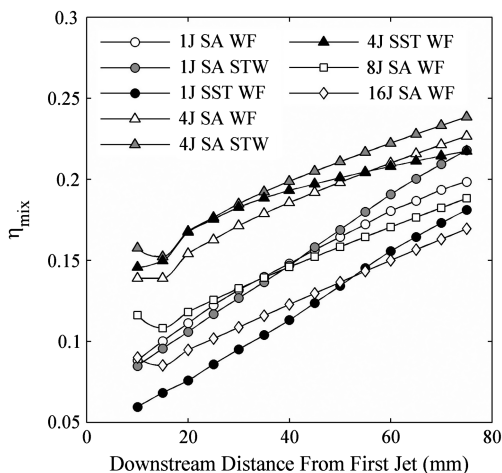 0.3
0.25
0.2
0.15
0.1
0.05
η mix
1J SA WF
1J SA STW
1J SST WF
4J SA WF
4J SA STW
4J SST WF
8J SA WF
16J SA WF
0 20 40 60 80
Downstream Distance From First Jet (mm)